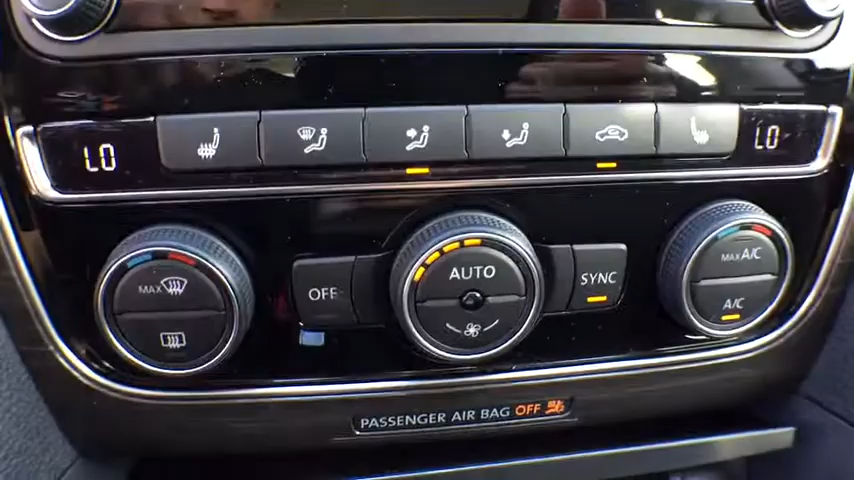 LO
LO
MAX
OFF
AUTO
SYNC
MAX A/C
A/C
PASSENGER AIR BAG OFF